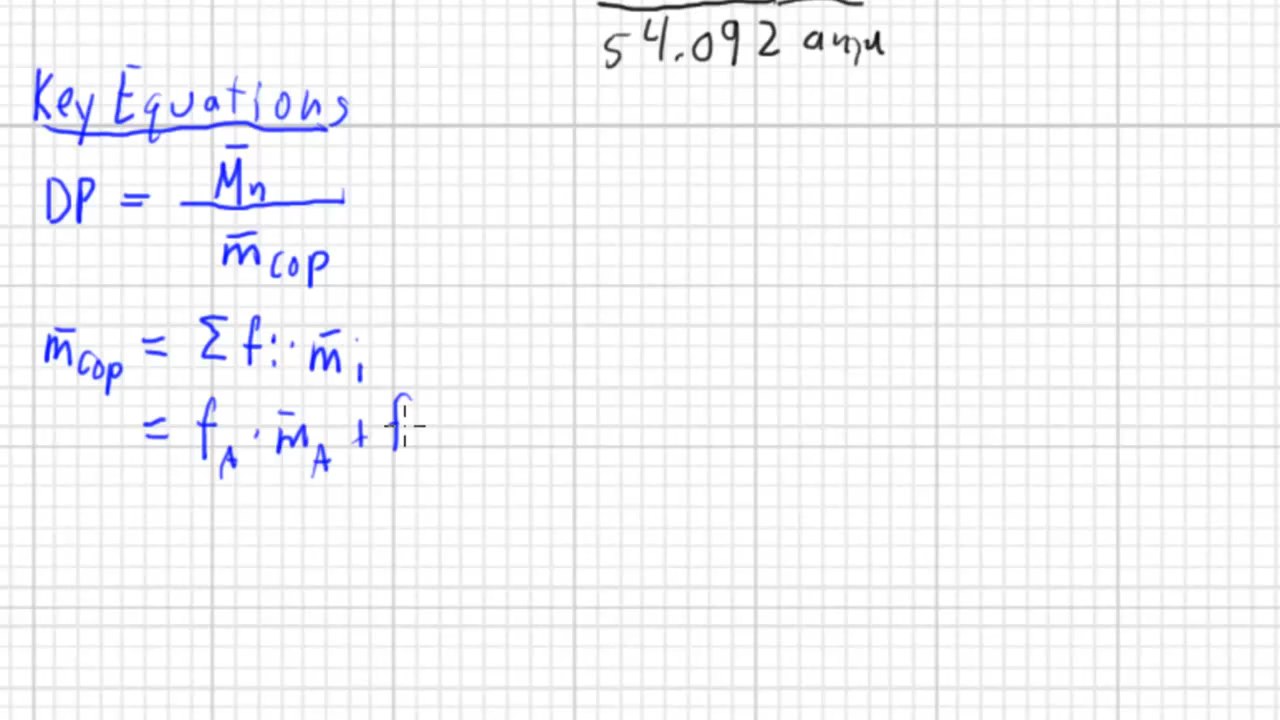 54.092 amu
Key Equations
DP = M̄n / m̄cop
m̄cop = Σ fi · m̄i
= fA · m̄A + f